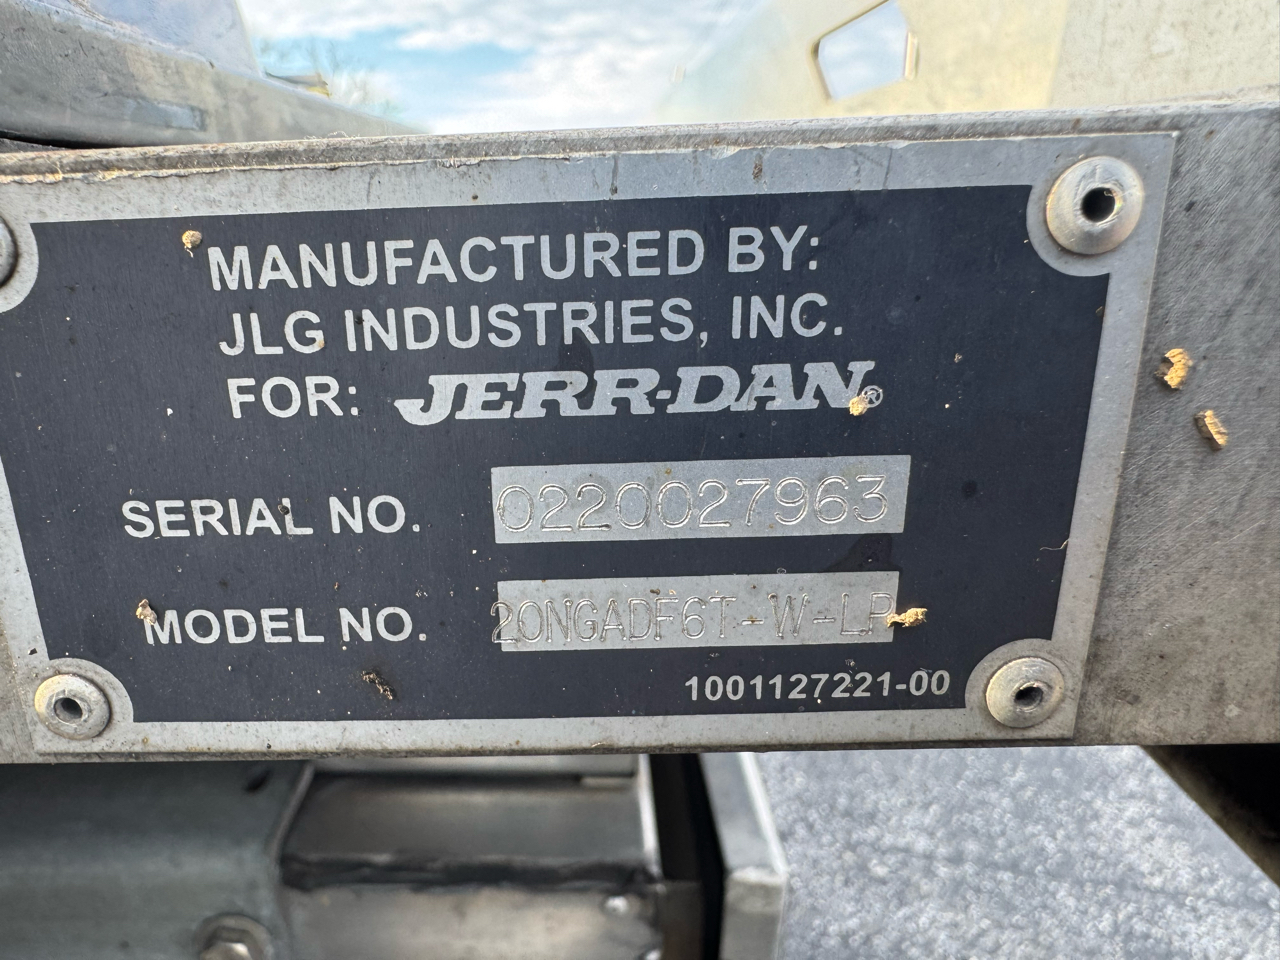 MANUFACTURED BY:
JLG INDUSTRIES, INC.
FOR: JERR-DAN®
SERIAL NO. 0220027963
MODEL NO. 20NGADF6T-W-LP
1001127221-00